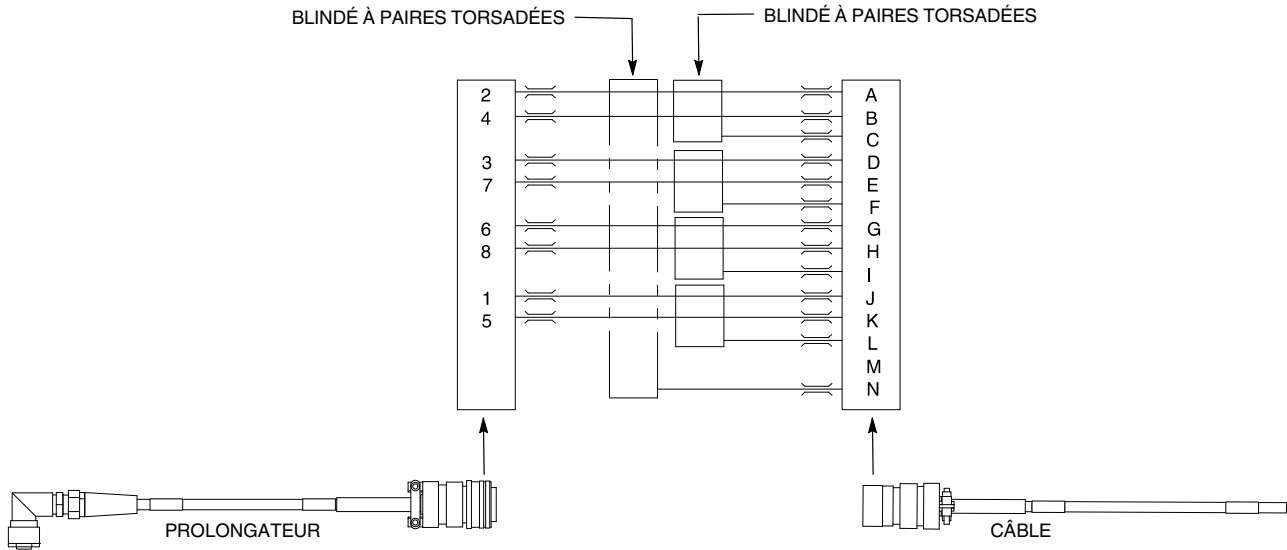 BLINDÉ À PAIRES TORSADÉES
BLINDÉ À PAIRES TORSADÉES
2 A
4 B
C
3 D
7 E
F
6 G
8 H
I
1 J
5 K
L
M
N
PROLONGATEUR
CÂBLE